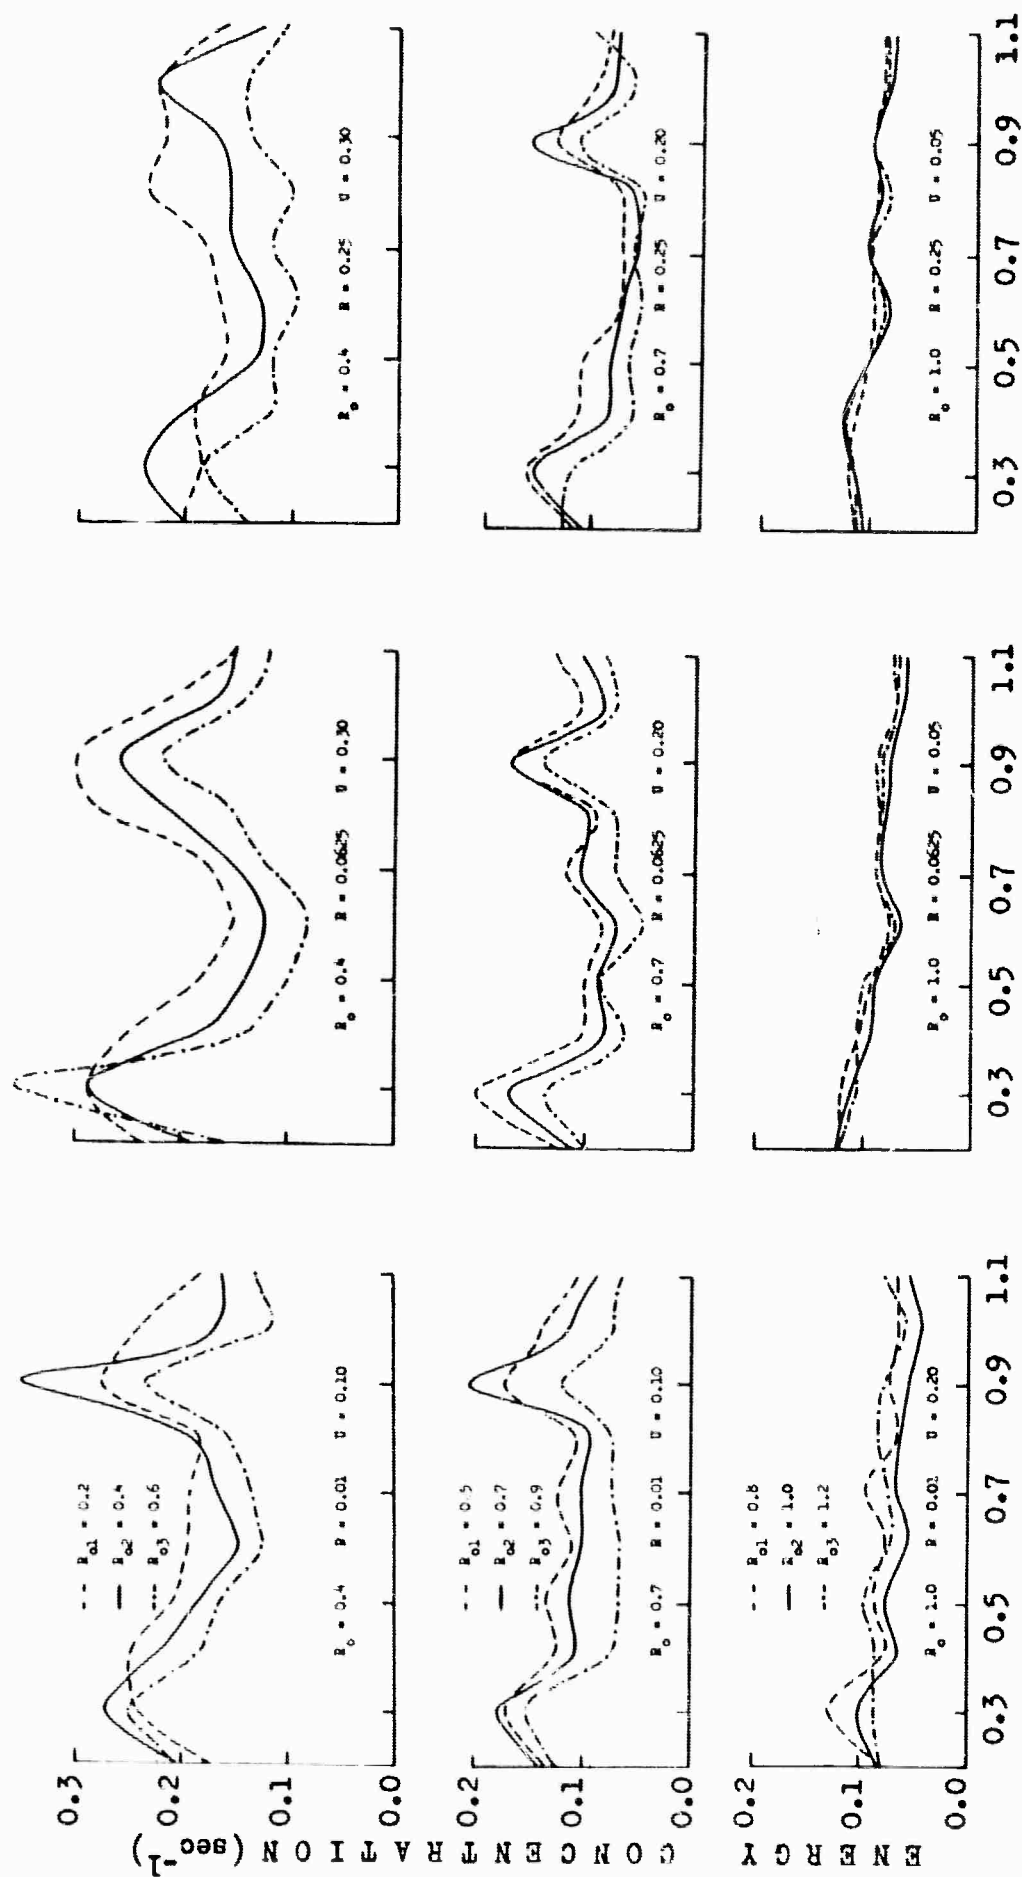 ENERGY CONCENTRATION (sec⁻¹)
0.3
0.2
0.1
0.0
R₀₁ = 0.2
R₀₂ = 0.4
R₀₃ = 0.6
R₀ = 0.4 R = 0.01 U = 0.10
R₀ = 0.4 R = 0.0625 U = 0.30
R₀ = 0.4 R = 0.25 U = 0.30
0.2
0.1
0.0
R₀₁ = 0.5
R₀₂ = 0.7
R₀₃ = 0.9
R₀ = 0.7 R = 0.01 U = 0.10
R₀ = 0.7 R = 0.0625 U = 0.20
R₀ = 0.7 R = 0.25 U = 0.20
0.2
0.1
0.0
R₀₁ = 0.8
R₀₂ = 1.0
R₀₃ = 1.2
R₀ = 1.0 R = 0.01 U = 0.20
R₀ = 1.0 R = 0.0625 U = 0.05
R₀ = 1.0 R = 0.25 U = 0.05
0.3 0.5 0.7 0.9 1.1
0.3 0.5 0.7 0.9 1.1
0.3 0.5 0.7 0.9 1.1